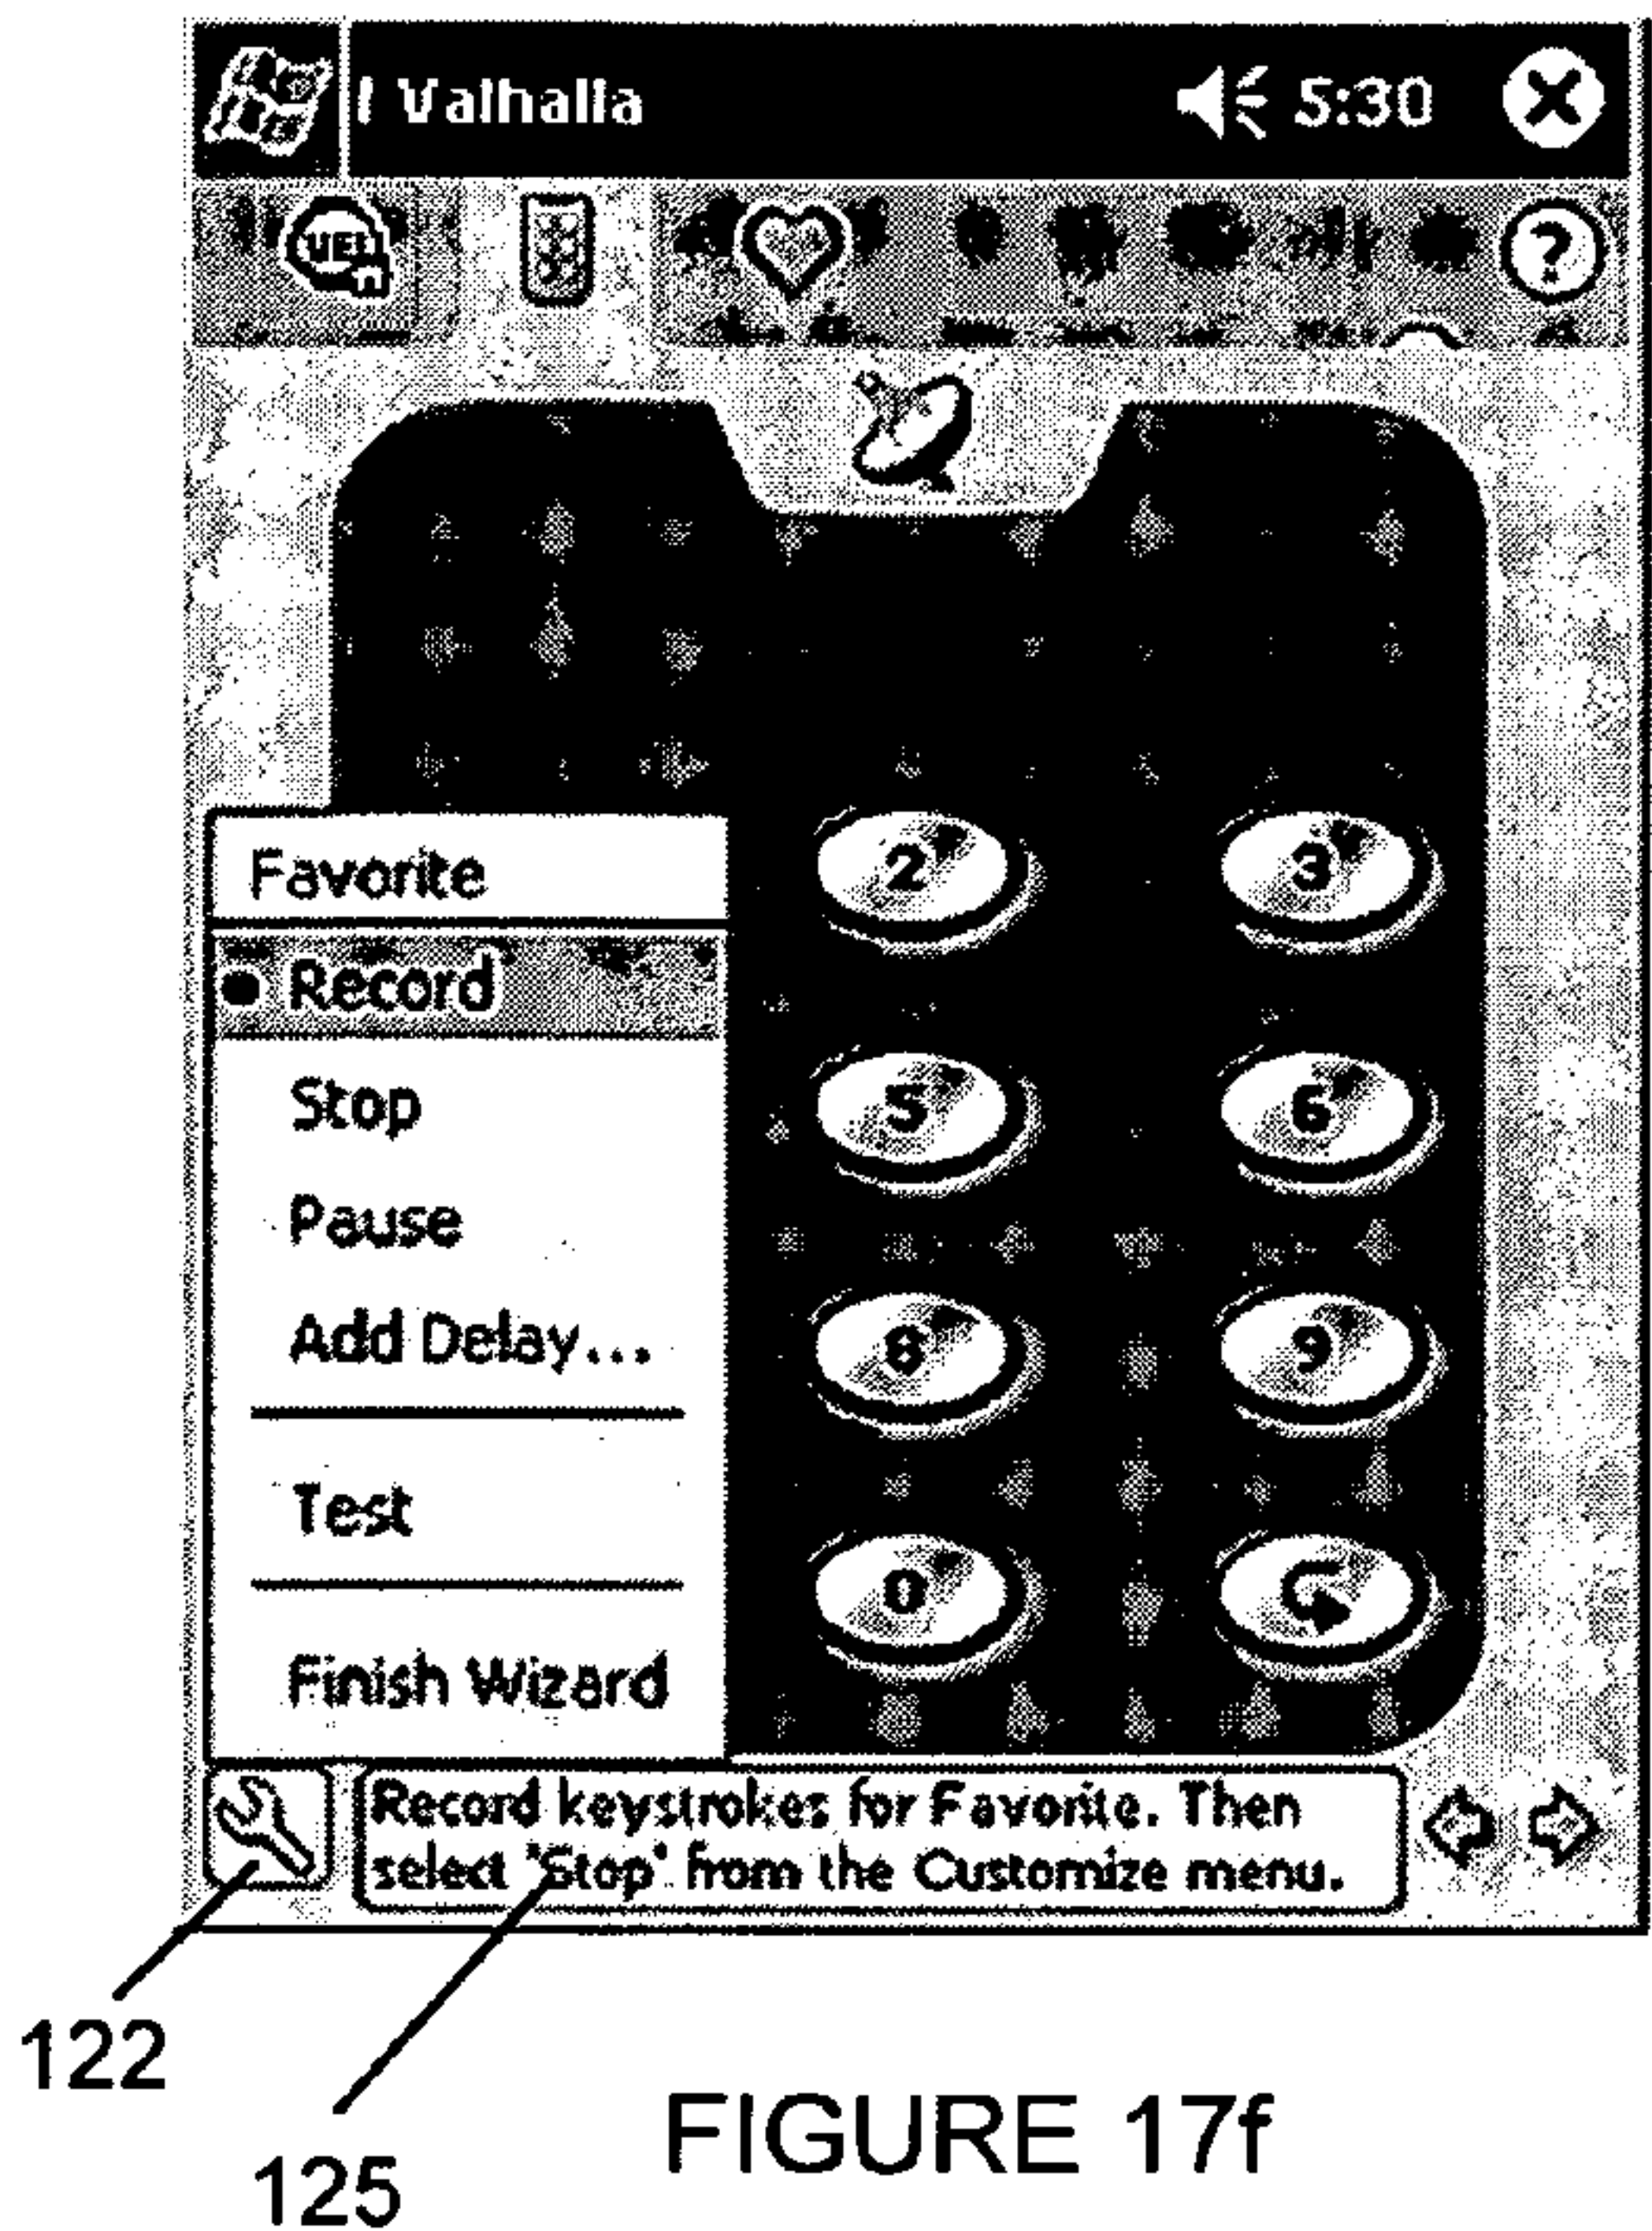 Valhalla 5:30
?
Favorite
Record
Stop
Pause
Add Delay...
Test
Finish Wizard
2 3
5 6
8 9
0
Record keystrokes for Favorite. Then
select "Stop" from the Customize menu.
122
125
FIGURE 17f